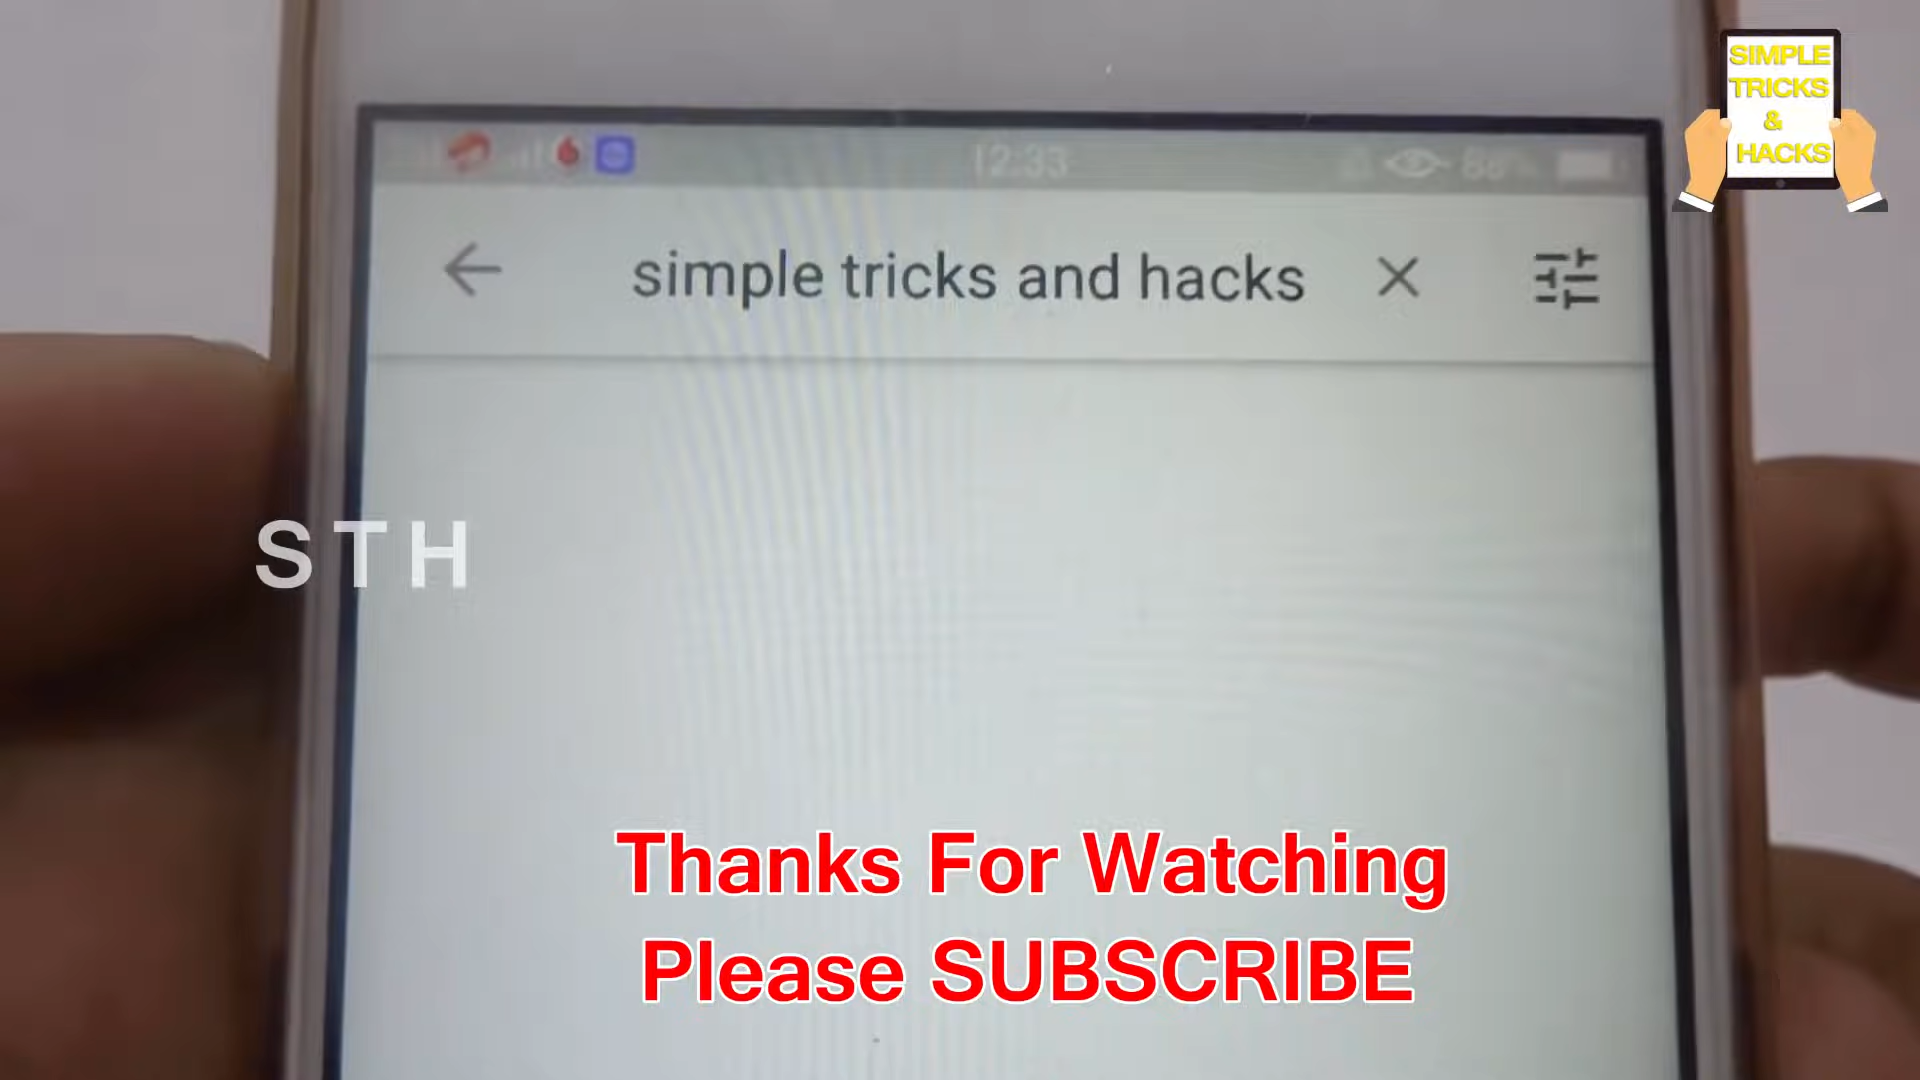 12:33
simple tricks and hacks
SIMPLE
TRICKS
&
HACKS
STH
Thanks For Watching
Please SUBSCRIBE